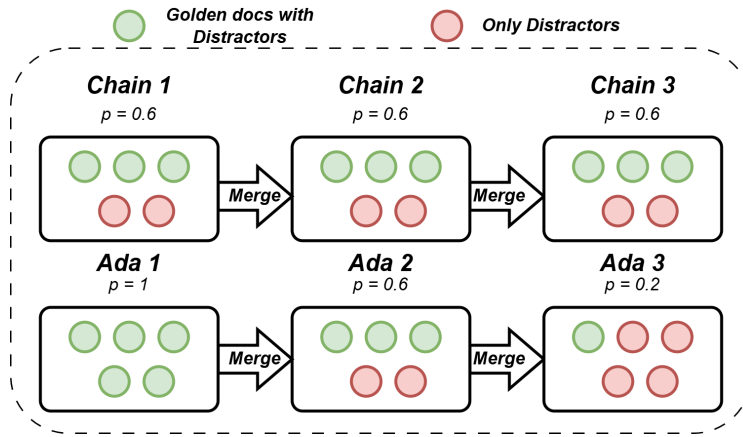 Golden docs with
Distractors
Only Distractors
Chain 1
Chain 2
Chain 3
p = 0.6
p = 0.6
p = 0.6
Merge
Merge
Ada 1
Ada 2
Ada 3
p = 1
p = 0.6
p = 0.2
Merge
Merge